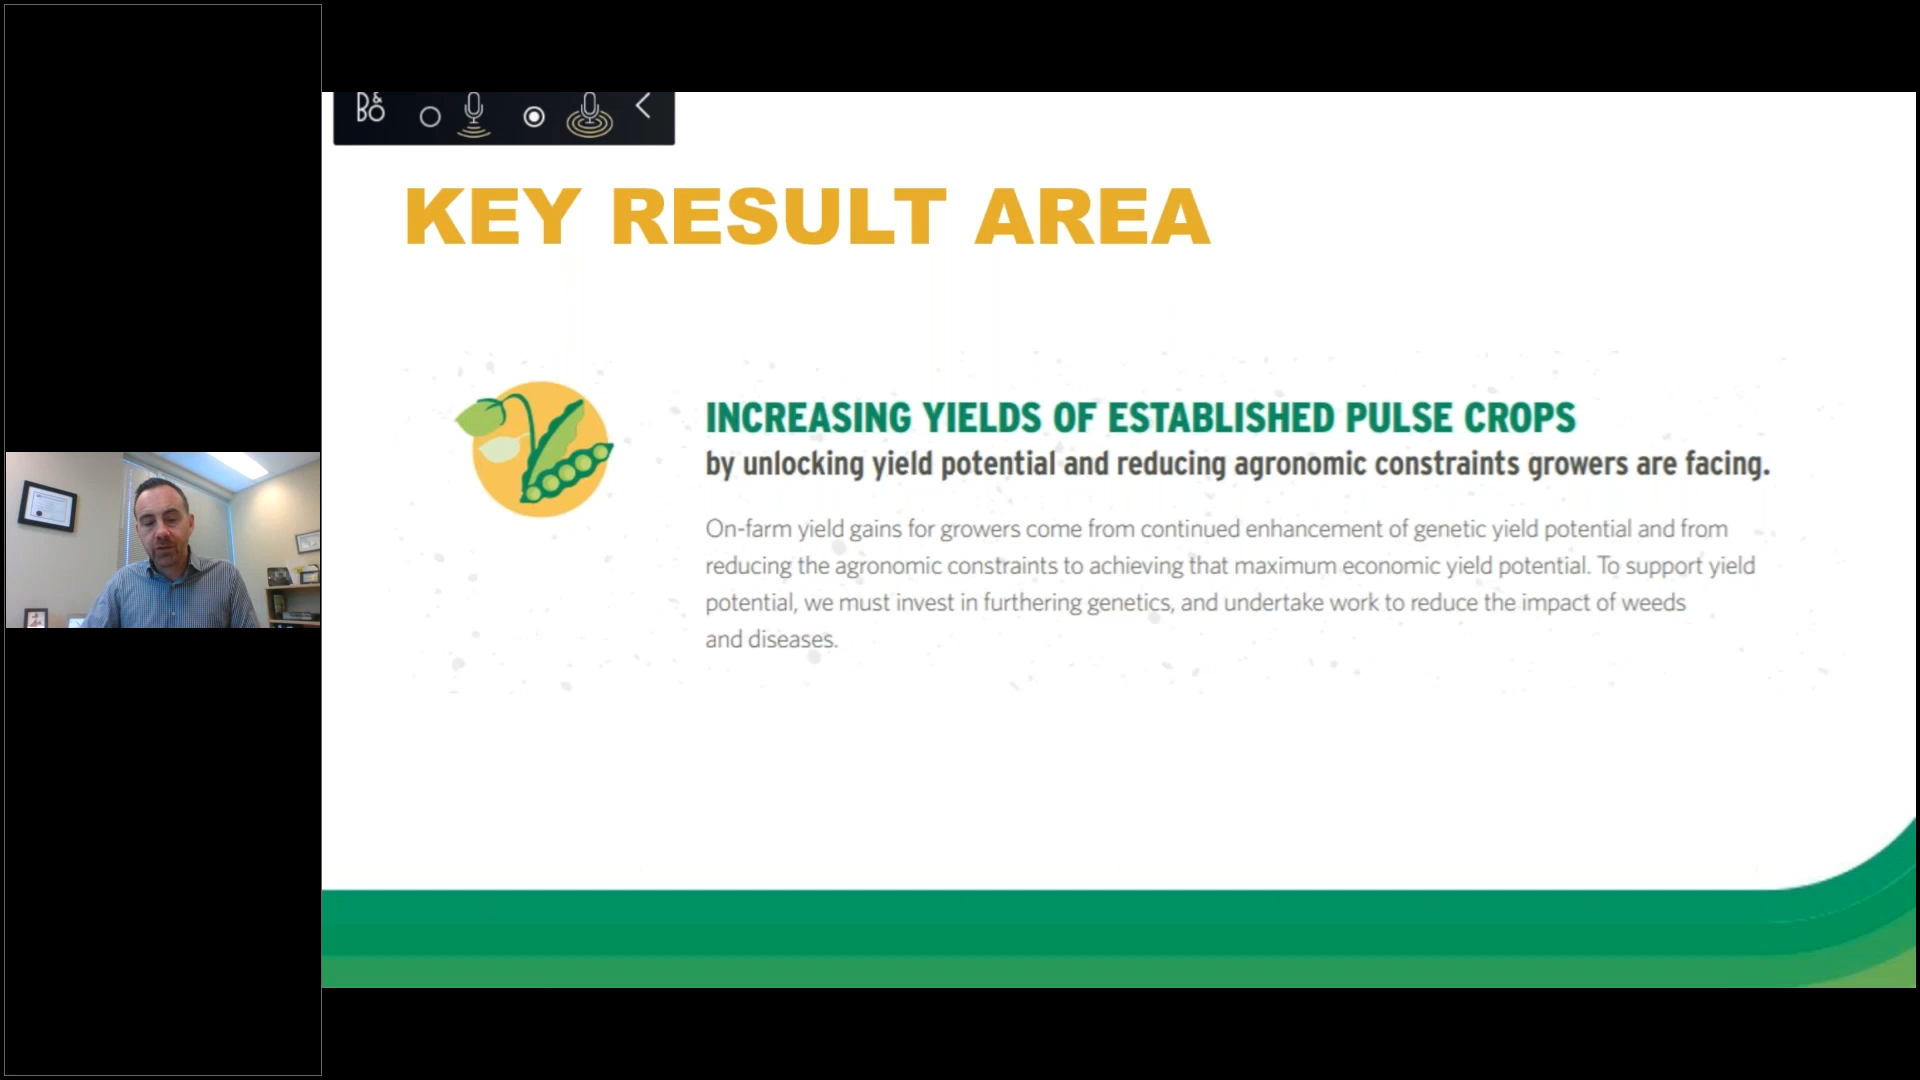 B&O
KEY RESULT AREA
INCREASING YIELDS OF ESTABLISHED PULSE CROPS
by unlocking yield potential and reducing agronomic constraints growers are facing.
On-farm yield gains for growers come from continued enhancement of genetic yield potential and from
reducing the agronomic constraints to achieving that maximum economic yield potential. To support yield
potential, we must invest in furthering genetics, and undertake work to reduce the impact of weeds
and diseases.